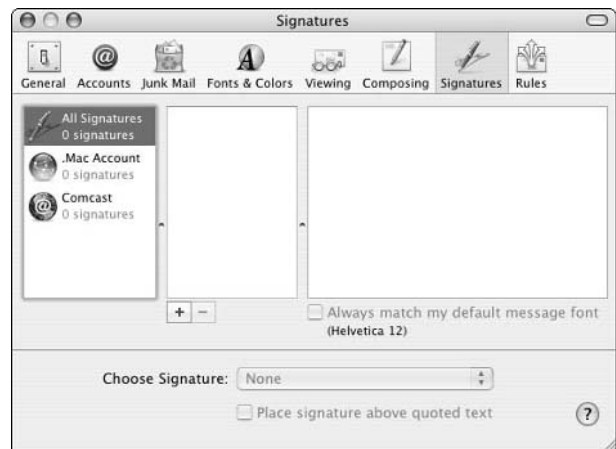 Signatures
General Accounts Junk Mail Fonts & Colors Viewing Composing Signatures Rules
All Signatures
0 signatures
.Mac Account
0 signatures
Comcast
0 signatures
+ −
Always match my default message font
(Helvetica 12)
Choose Signature: None
Place signature above quoted text
?